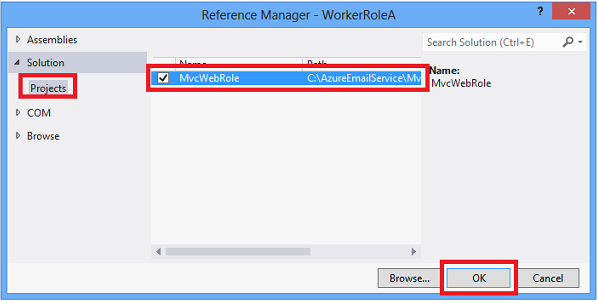 Reference Manager - WorkerRoleA
?
Assemblies
Solution
Projects
COM
Browse
Name Path
MvcWebRole C:\AzureEmailService\Mv
Search Solution (Ctrl+E)
Name:
MvcWebRole
Browse... OK Cancel